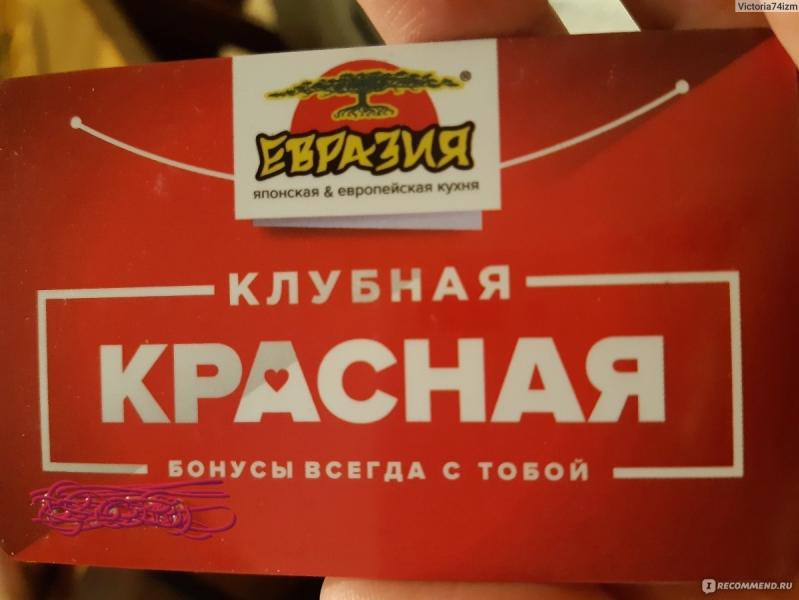 Victoria74izm
ЕВРАЗИЯ®
ЯПОНСКАЯ & ЕВРОПЕЙСКАЯ КУХНЯ
КЛУБНАЯ
КРАСНАЯ
БОНУСЫ ВСЕГДА С ТОБОЙ
I RECOMMEND.RU